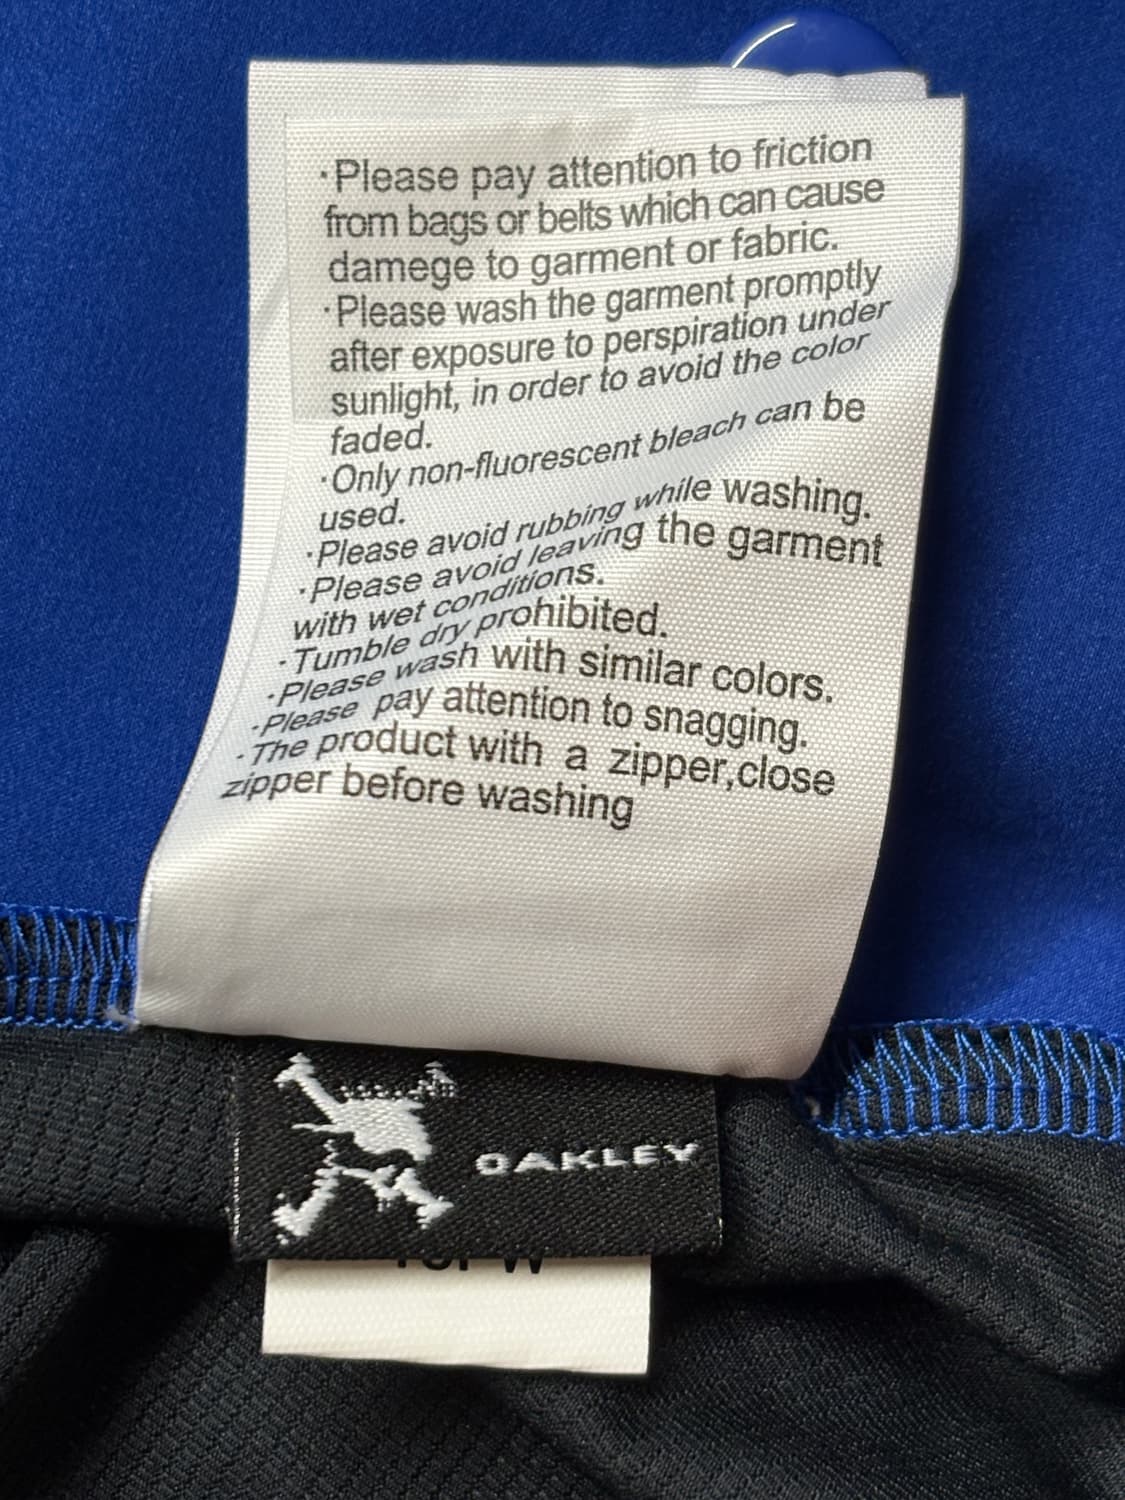 ·Please pay attention to friction
from bags or belts which can cause
damege to garment or fabric.
·Please wash the garment promptly
after exposure to perspiration under
sunlight, in order to avoid the color
faded.
·Only non-fluorescent bleach can be
used.
·Please avoid rubbing while washing.
·Please avoid leaving the garment
with wet conditions.
·Tumble dry prohibited.
·Please wash with similar colors.
·Please pay attention to snagging.
·The product with a zipper,close
zipper before washing
OAKLEY